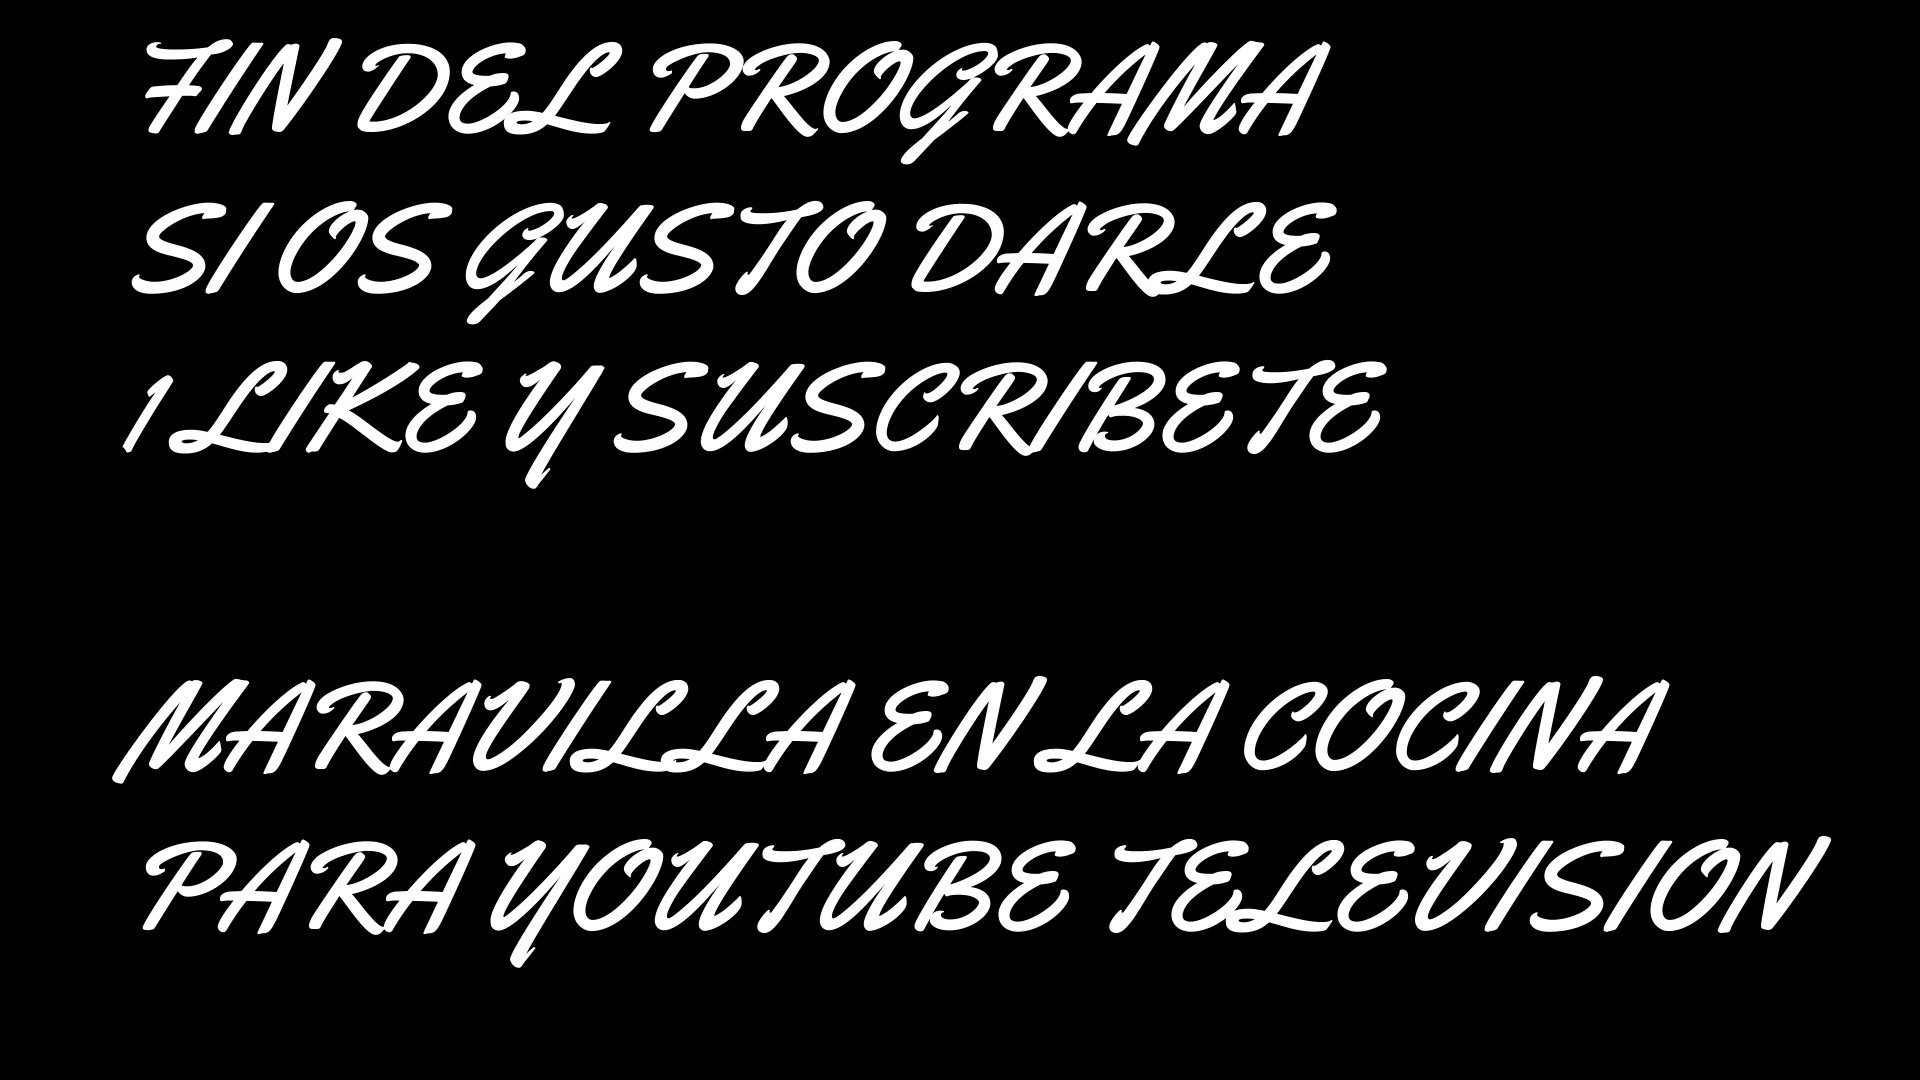 FIN DEL PROGRAMA
SI OS GUSTO DARLE
1 LIKE Y SUSCRIBETE
MARAVILLA EN LA COCINA
PARA YOUTUBE TELEVISION